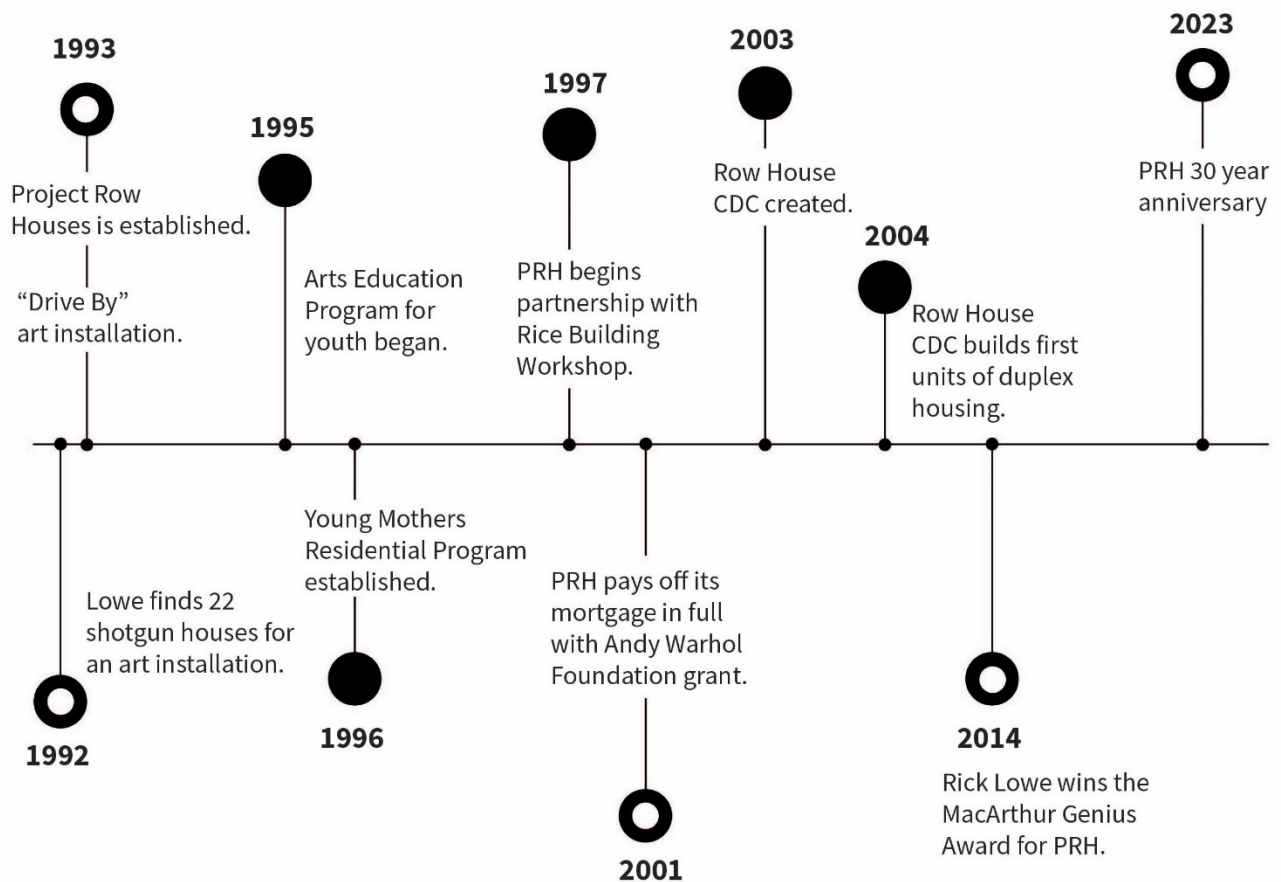 1993
Project Row
Houses is established.
“Drive By”
art installation.
1995
Arts Education
Program for
youth began.
1997
PRH begins
partnership with
Rice Building
Workshop.
2003
Row House
CDC created.
2004
Row House
CDC builds first
units of duplex
housing.
2023
PRH 30 year
anniversary
Lowe finds 22
shotgun houses for
an art installation.
1992
Young Mothers
Residential Program
established.
1996
PRH pays off its
mortgage in full
with Andy Warhol
Foundation grant.
2001
2014
Rick Lowe wins the
MacArthur Genius
Award for PRH.